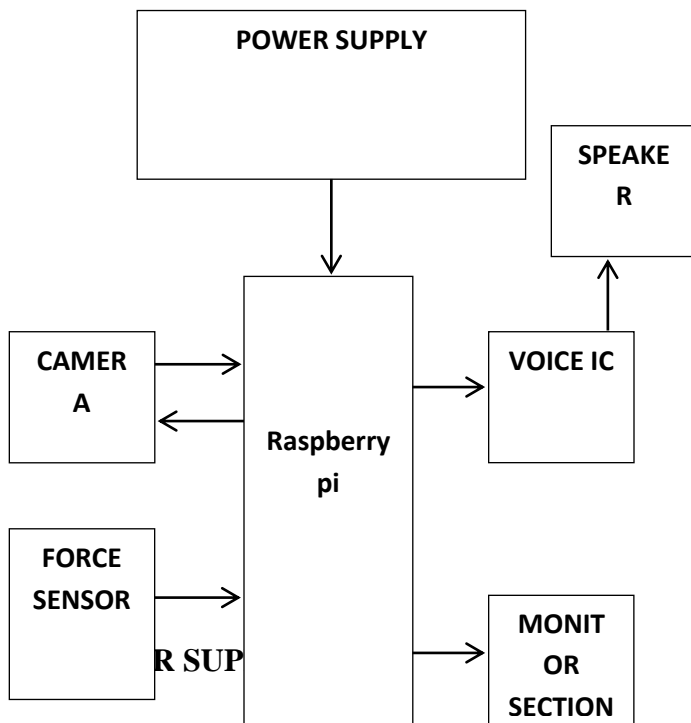 POWER SUPPLY
SPEAKE
R
CAMER
A
VOICE IC
Raspberry
pi
FORCE
SENSOR
MONIT
OR
SECTION
R SUP